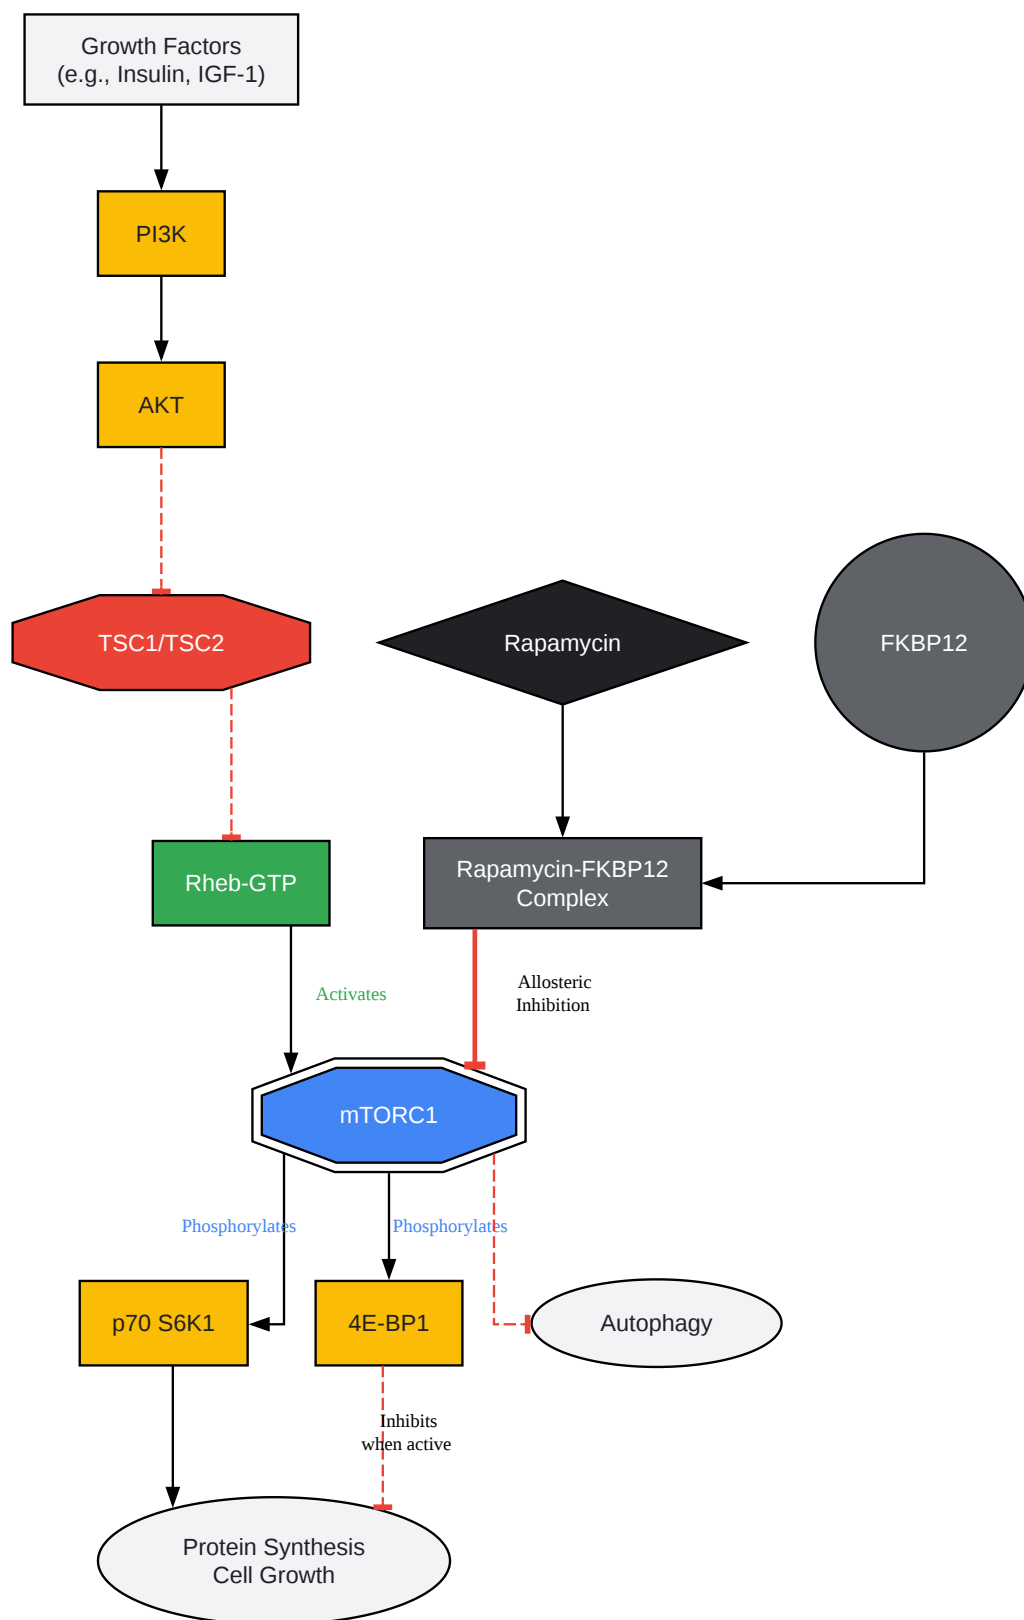 Growth Factors
(e.g., Insulin, IGF-1)
PI3K
AKT
TSC1/TSC2
Rapamycin
FKBP12
Rheb-GTP
Rapamycin-FKBP12
Complex
Activates
Allosteric
Inhibition
mTORC1
Phosphorylates
Phosphorylates
p70 S6K1
4E-BP1
Autophagy
Inhibits
when active
Protein Synthesis
Cell Growth